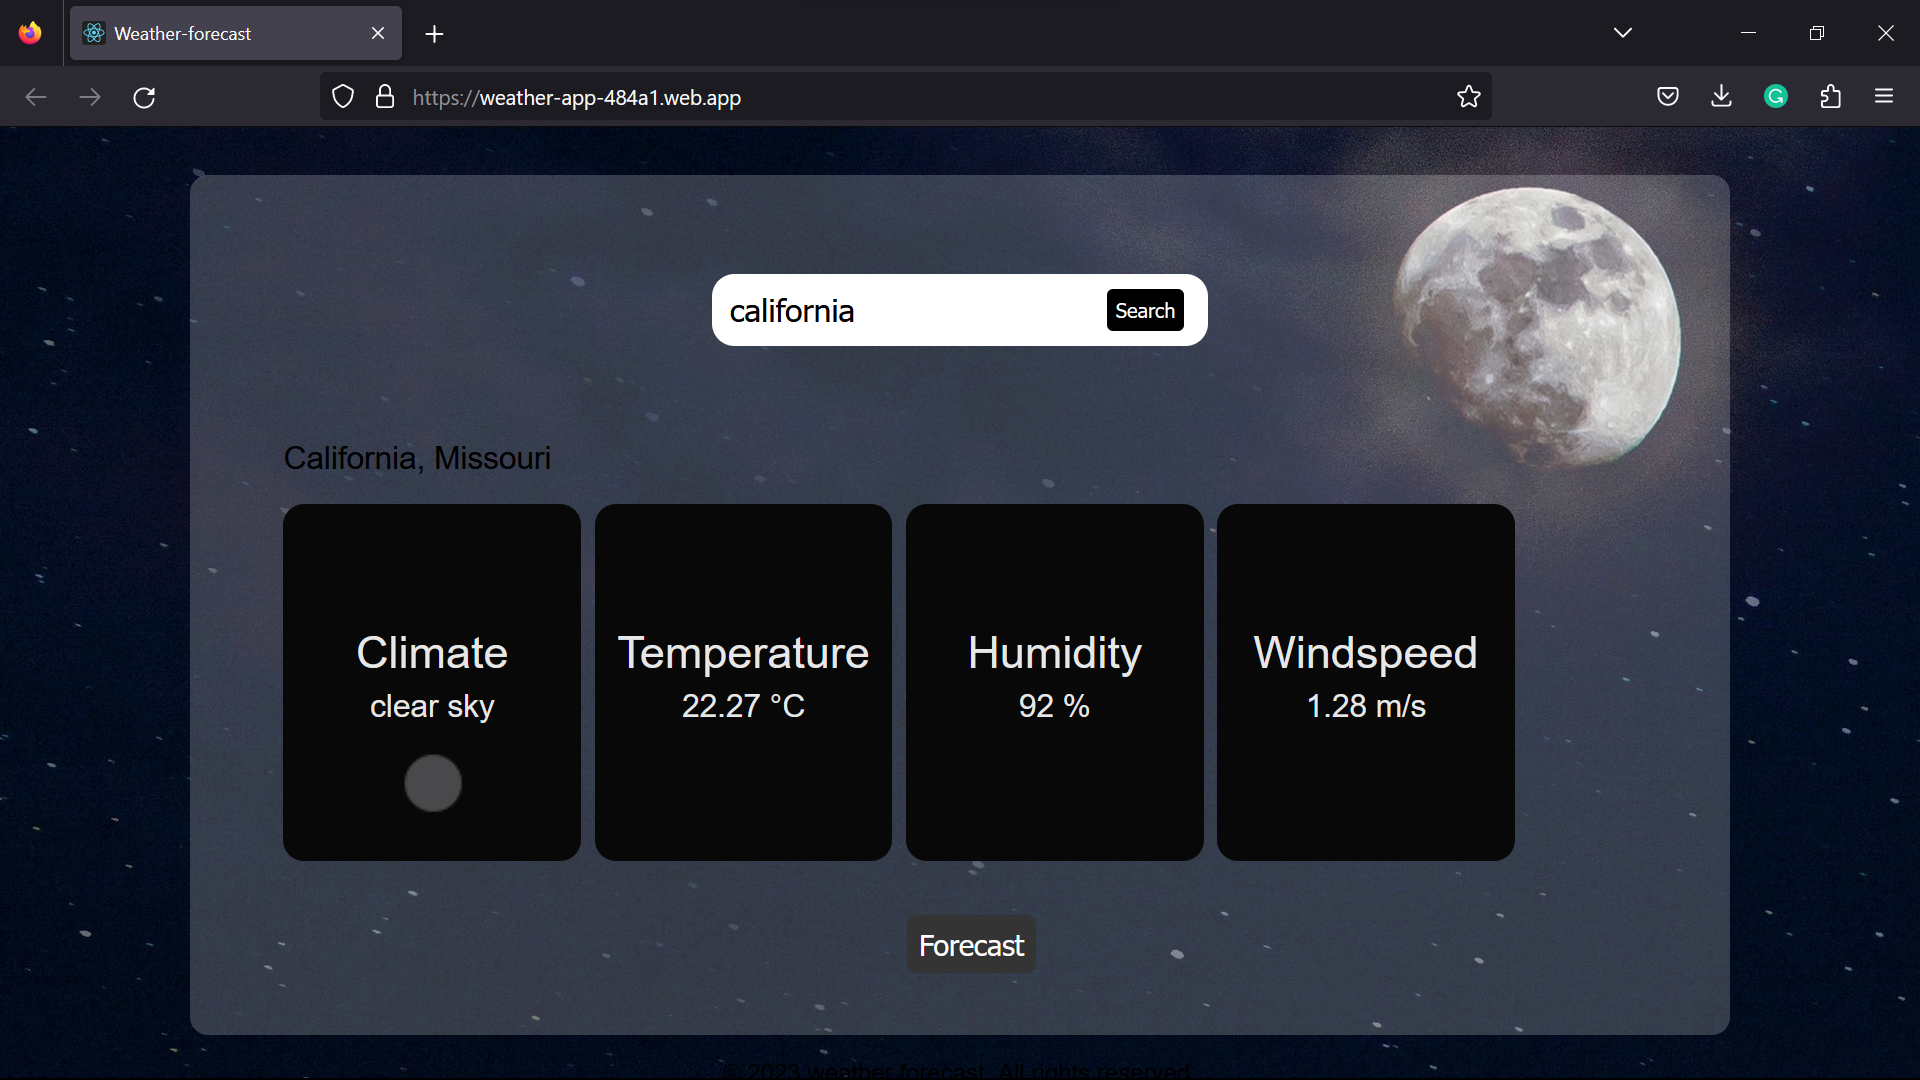 Weather-forecast
https://weather-app-484a1.web.app
california
Search
California, Missouri
Climate
clear sky
Temperature
22.27 °C
Humidity
92 %
Windspeed
1.28 m/s
Forecast
© 2023 weather forecast. All rights reserved